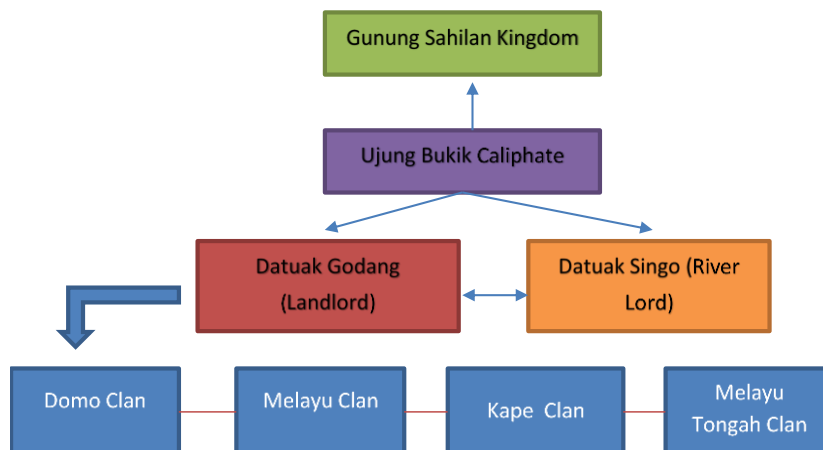 Gunung Sahilan Kingdom
Ujung Bukik Caliphate
Datuak Godang
(Landlord)
Datuak Singo (River
Lord)
Domo Clan
Melayu Clan
Kape Clan
Melayu
Tongah Clan